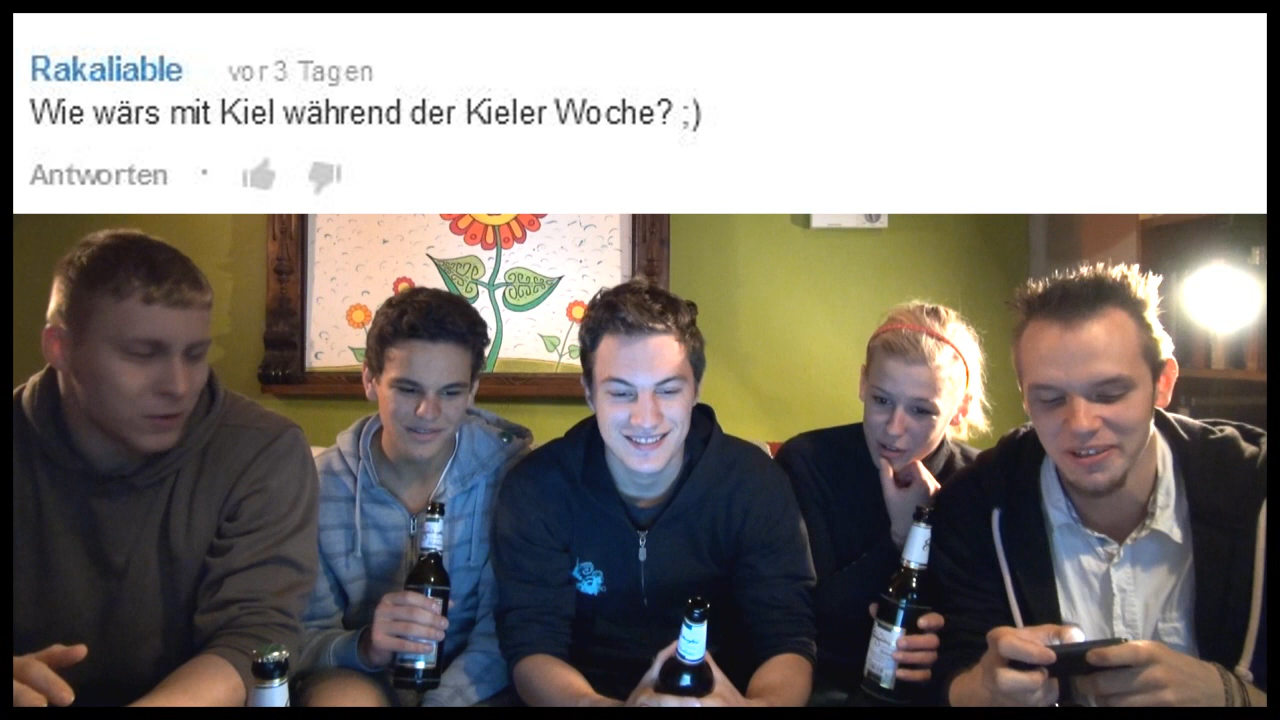 Rakaliable vor 3 Tagen
Wie wärs mit Kiel während der Kieler Woche? ;)
Antworten ·